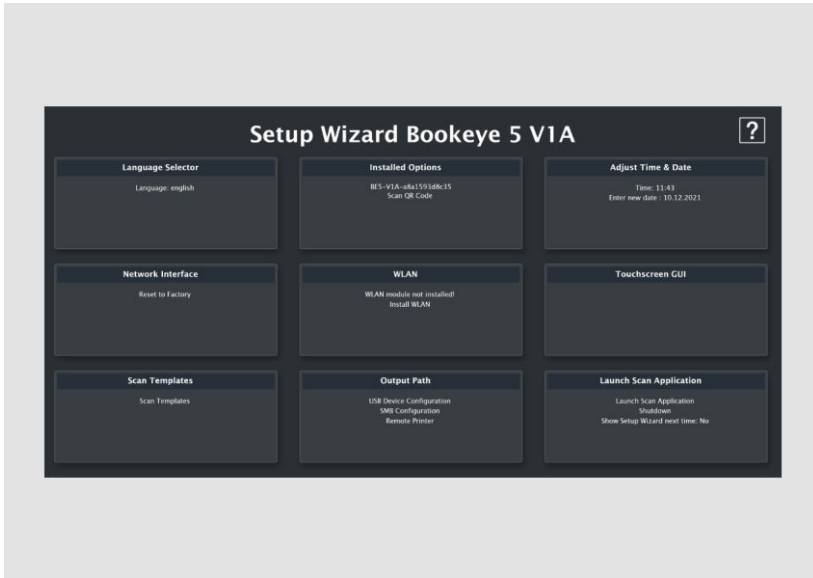 Setup Wizard Bookeye 5 V1A
?
Language Selector
Language: english
Installed Options
BE5-V1A-a8a1593d8c35
Scan QR Code
Adjust Time & Date
Time: 11:43
Enter new date : 10.12.2021
Network Interface
Reset to Factory
WLAN
WLAN module not installed!
Install WLAN
Touchscreen GUI
Scan Templates
Scan Templates
Output Path
USB Device Configuration
SMB Configuration
Remote Printer
Launch Scan Application
Launch Scan Application
Shutdown
Show Setup Wizard next time: No